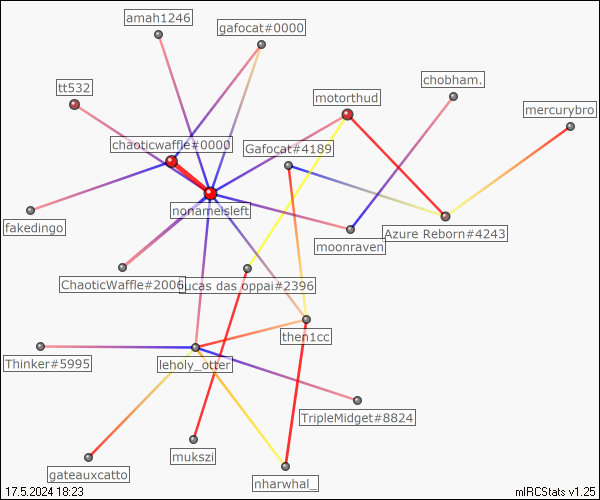 amah1246
gafocat#0000
chobham.
tt532
motorthud
mercurybro
chaoticwaffle#0000
Gafocat#4189
nonameisleft
fakedingo
Azure Reborn#4243
moonraven
ChaoticWaffle#2006
lucas das oppai#2396
then1cc
Thinker#5995
leholy_otter
TripleMidget#8824
mukszi
gateauxcatto
nharwhal_
17.5.2024 18:23
mIRCStats v1.25